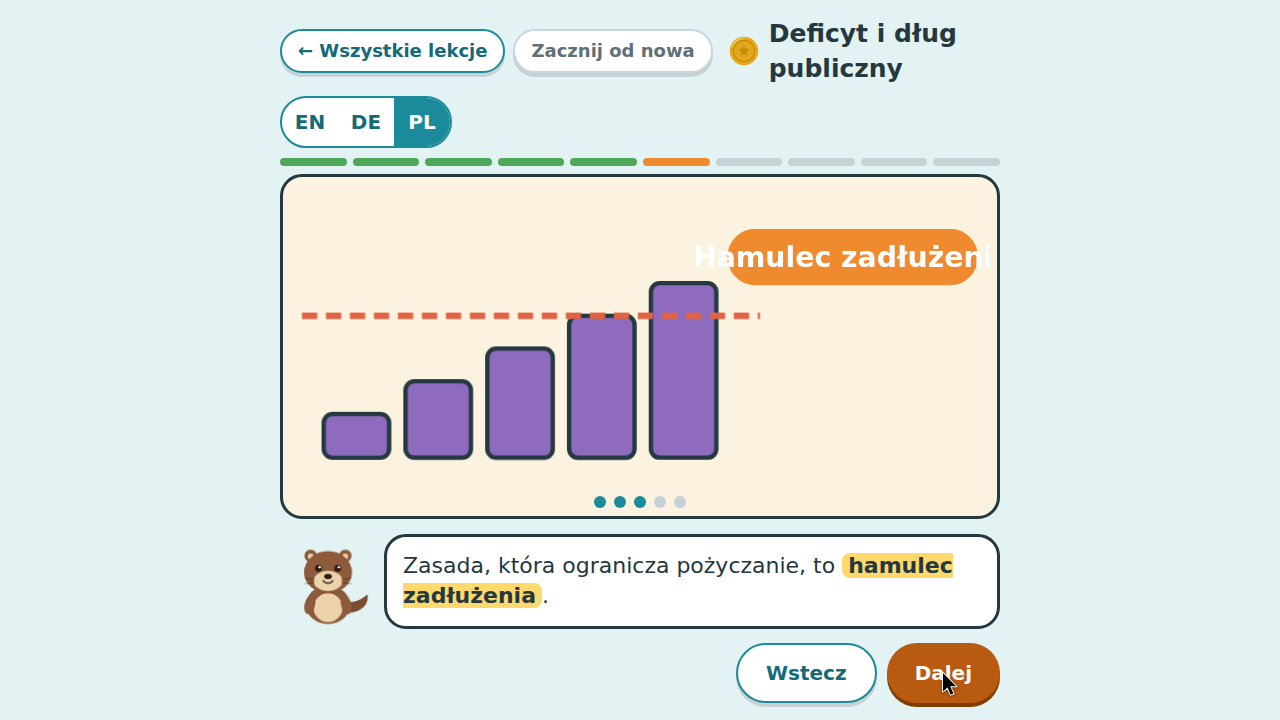 ← Wszystkie lekcje
Zacznij od nowa
Deficyt i dług
publiczny
EN DE PL
Hamulec zadłużeni
Zasada, która ogranicza pożyczanie, to hamulec
zadłużenia.
Wstecz
Dalej